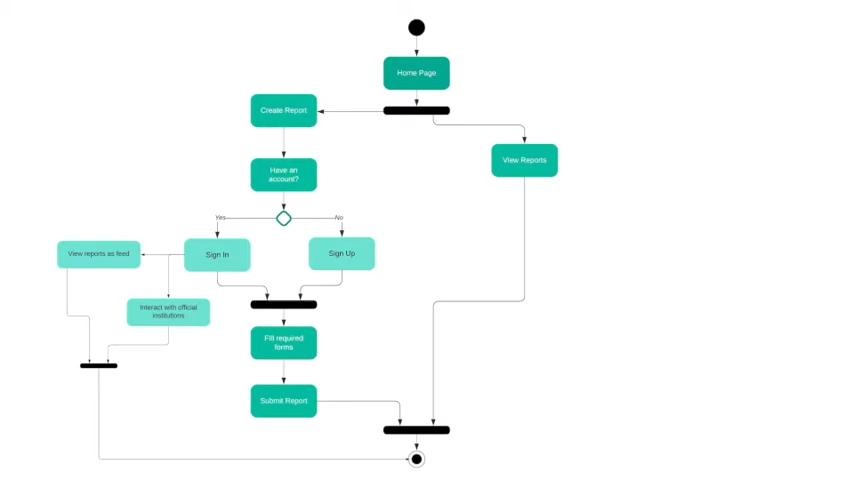 Home Page
Create Report
View Reports
Have an
account?
Yes
No
View reports as feed
Sign In
Sign Up
Interact with official
institutions
Fill required
forms
Submit Report